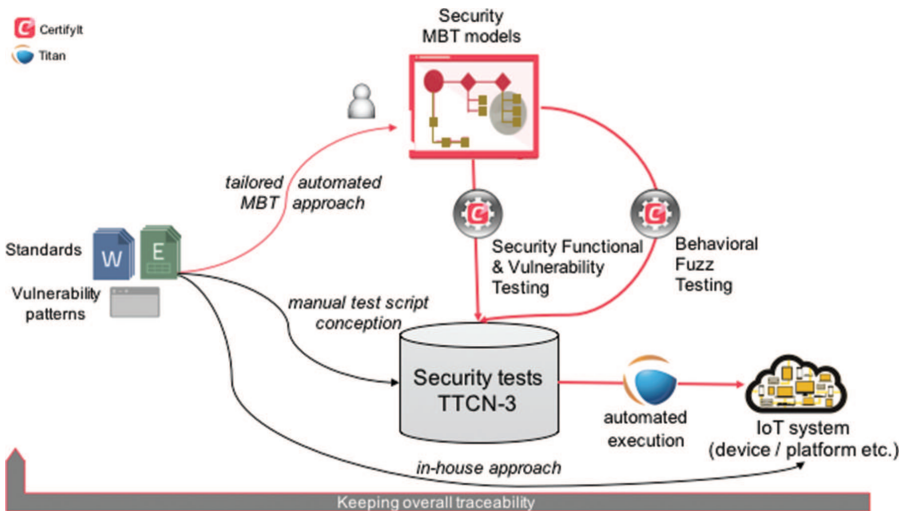 CertifyIt
Titan
Security
MBT models
tailored automated
MBT approach
Standards
W E
Vulnerability
patterns
Security Functional
& Vulnerability
Testing
Behavioral
Fuzz
Testing
manual test script
conception
Security tests
TTCN-3
automated
execution
IoT system
(device / platform etc.)
in-house approach
Keeping overall traceability